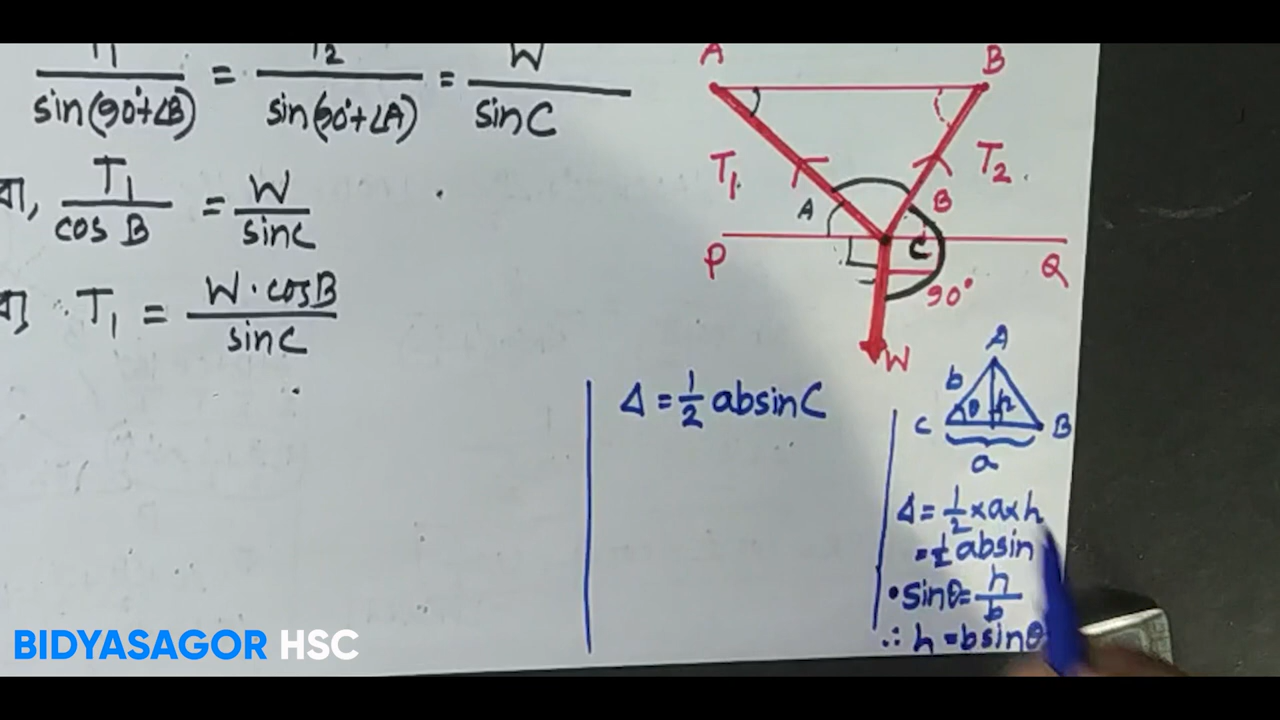 T₁/sin(90°+∠B) = T₂/sin(90°+∠A) = W/sinC
বা, T₁/cos B = W/sinC
বা, T₁ = W·cosB/sinC
A
B
T₁
T₂
A
B
P
C
Q
90°
W
Δ = 1/2 absinC
A
b
θ
h
C
B
a
Δ = 1/2 × a × h
= 1/2 absin
• sinθ = h/b
∴ h = bsinθ
BIDYASAGOR HSC